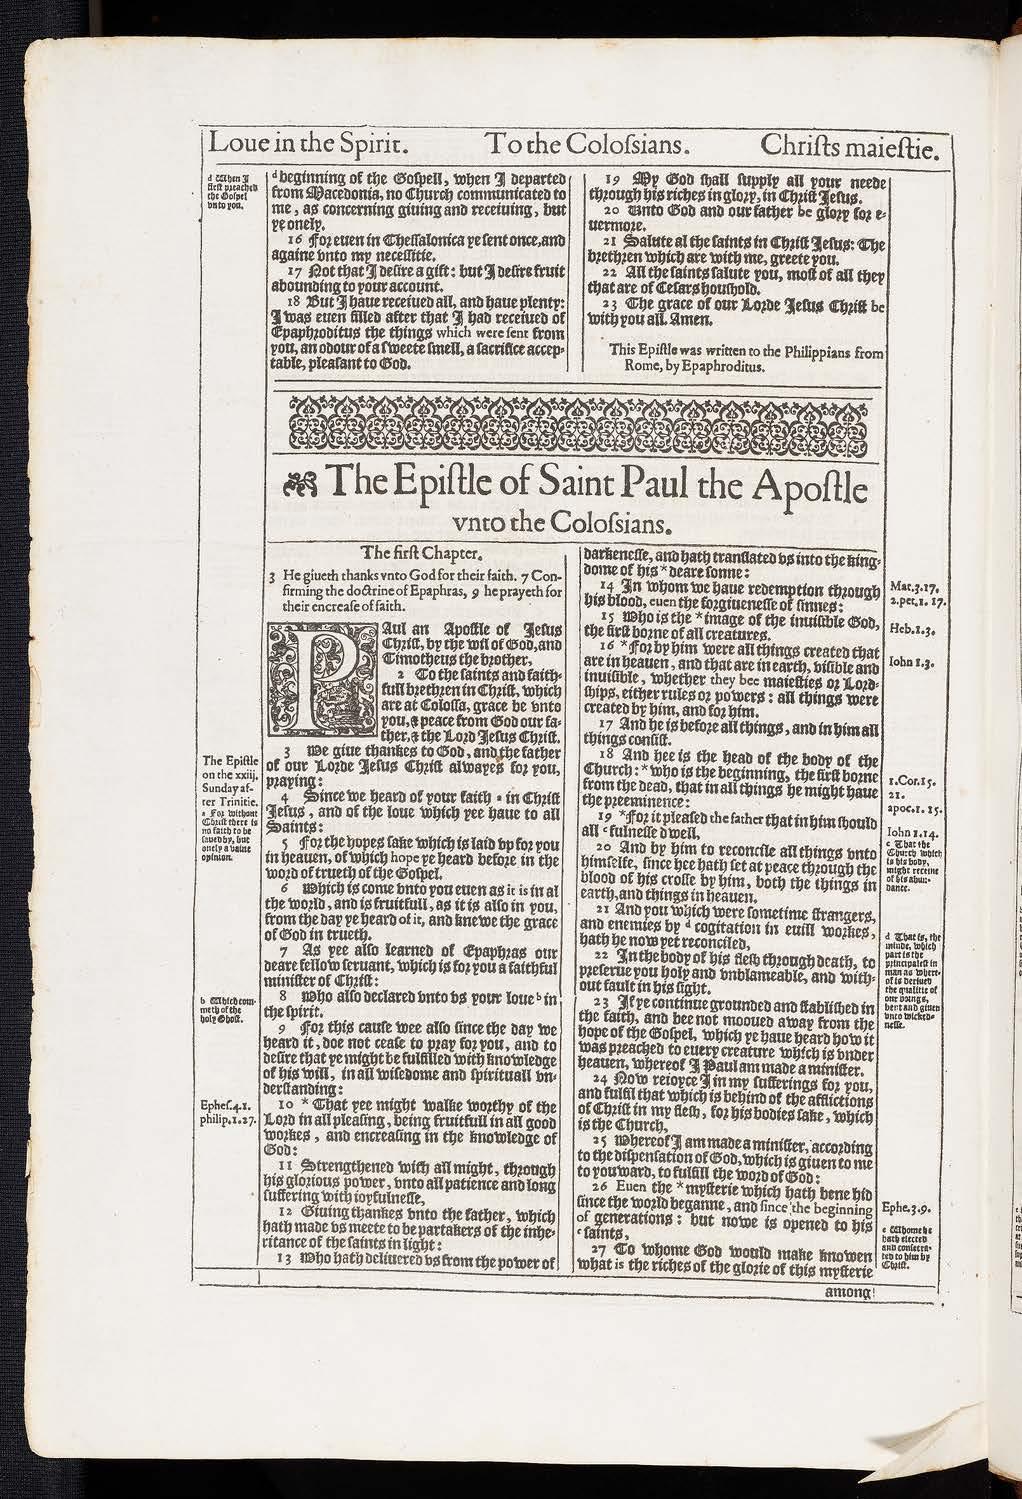 Loue in the Spirit. To the Colossians. Christs maiestie.
d When I
first preached
the Gospel
vnto you.
d beginning of the Gospell, when I departed
from Macedonia, no Church communicated to
me, as concerning giuing and receiuing, but
ye onely.
16 For euen in Thessalonica ye sent once, and
againe vnto my necessitie.
17 Not that I desire a gift: but I desire fruit
abounding to your account.
18 But I haue receiued all, and haue plenty:
I was euen filled after that I had receiued of
Epaphroditus the things which were sent from
you, an odour of a sweete smell, a sacrifice accep-
table, pleasant to God.
19 My God shall supply all your neede
through his riches in glory, in Christ Iesus.
20 Vnto God and our father be glory for e-
uermore.
21 Salute al the saints in Christ Iesus: The
brethren which are with me, greete you.
22 All the saints salute you, most of all they
that are of Cesars houshold.
23 The grace of our Lorde Iesus Christ be
with you all. Amen.
This Epistle was written to the Philippians from
Rome, by Epaphroditus.
The Epistle of Saint Paul the Apostle
vnto the Colossians.
The first Chapter.
3 He giueth thanks vnto God for their faith. 7 Con-
firming the doctrine of Epaphras, 9 he prayeth for
their encrease of faith.
PAul an Apostle of Iesus
Christ, by the wil of God, and
Timotheus the brother,
2 To the saints and faith-
full brethren in Christ, which
are at Colossa, grace be vnto
you, & peace from God our fa-
ther, & the Lord Iesus Christ.
3 We giue thankes to God, and the father
of our Lorde Iesus Christ alwayes for you,
praying:
4 Since we heard of your faith a in Christ
Iesus, and of the loue which yee haue to all
Saints:
5 For the hopes sake which is laid vp for you
in heauen, of which hope ye heard before in the
word of trueth of the Gospel.
6 Which is come vnto you euen as it is in al
the world, and is fruitfull, as it is also in you,
from the day ye heard of it, and knewe the grace
of God in trueth.
7 As yee also learned of Epaphras our
deare fellow seruant, which is for you a faithful
minister of Christ:
8 Who also declared vnto vs your loue b in
the spirit.
9 For this cause wee also since the day we
heard it, doe not cease to pray for you, and to
desire that ye might be fulfilled with knowledge
of his will, in all wisedome and spirituall vn-
derstanding:
10 * That yee might walke worthy of the
Lord in all pleasing, being fruitfull in all good
workes, and encreasing in the knowledge of
God:
11 Strengthened with all might, through
his glorious power, vnto all patience and long
suffering with ioyfulnesse,
12 Giuing thankes vnto the father, which
hath made vs meete to be partakers of the inhe-
ritance of the saints in light:
13 Who hath deliuered vs from the power of
The Epistle
on the xxiij.
Sunday af-
ter Trinitie.
a For without
Christ there is
no faith to be
saued by, but
onely a vaine
opinion.
b Which com-
meth of the
holy Ghost.
Ephes.4.1.
philip.1.27.
darkenesse, and hath translated vs into the king-
dome of his * deare sonne:
14 In whom we haue redemption through
his blood, euen the forgiuenesse of sinnes:
15 Who is the * image of the inuisible God,
the first borne of all creatures.
16 * For by him were all things created that
are in heauen, and that are in earth, visible and
inuisible, whether they bee maiesties or Lord-
ships, either rules or powers: all things were
created by him, and for him.
17 And he is before all things, and in him all
things consist.
18 And hee is the head of the body of the
Church: * who is the beginning, the first borne
from the dead, that in all things he might haue
the preeminence:
19 * For it pleased the father that in him should
all c fulnesse dwell.
20 And by him to reconcile all things vnto
himselfe, since hee hath set at peace through the
blood of his crosse by him, both the things in
earth, and things in heauen.
21 And you which were sometime strangers,
and enemies by d cogitation in euill workes,
hath he now yet reconciled,
22 In the body of his flesh through death, to
preserue you holy and vnblameable, and with-
out fault in his sight.
23 If ye continue grounded and stablished in
the faith, and bee not mooued away from the
hope of the Gospel, which ye haue heard how it
was preached to euery creature which is vnder
heauen, whereof I Paul am made a minister.
24 Now reioyce I in my sufferings for you,
and fulfil that which is behind of the afflictions
of Christ in my flesh, for his bodies sake, which
is the Church,
25 Whereof I am made a minister, according
to the dispensation of God, which is giuen to me
to youward, to fulfill the word of God:
26 Euen the * mysterie which hath bene hid
since the world beganne, and since the beginning
of generations: but nowe is opened to his
e saints,
27 To whome God would make knowen
what is the riches of the glorie of this mysterie
among
Mat.3.17.
2.pet.1.17.
Heb.1.3.
Iohn 1.3.
1.Cor.15.
21.
apoc.1.15.
Iohn 1.14.
c That the
Church which
is his body,
might receiue
of his abun-
dance.
d That is, the
minde, which
part is the
principalest in
man as where-
of is deriued
the qualitie of
our doings,
bent and giuen
vnto wicked-
nesse.
Ephe.3.9.
e Whome he
hath elected
and consecra-
ted to him by
Christ.